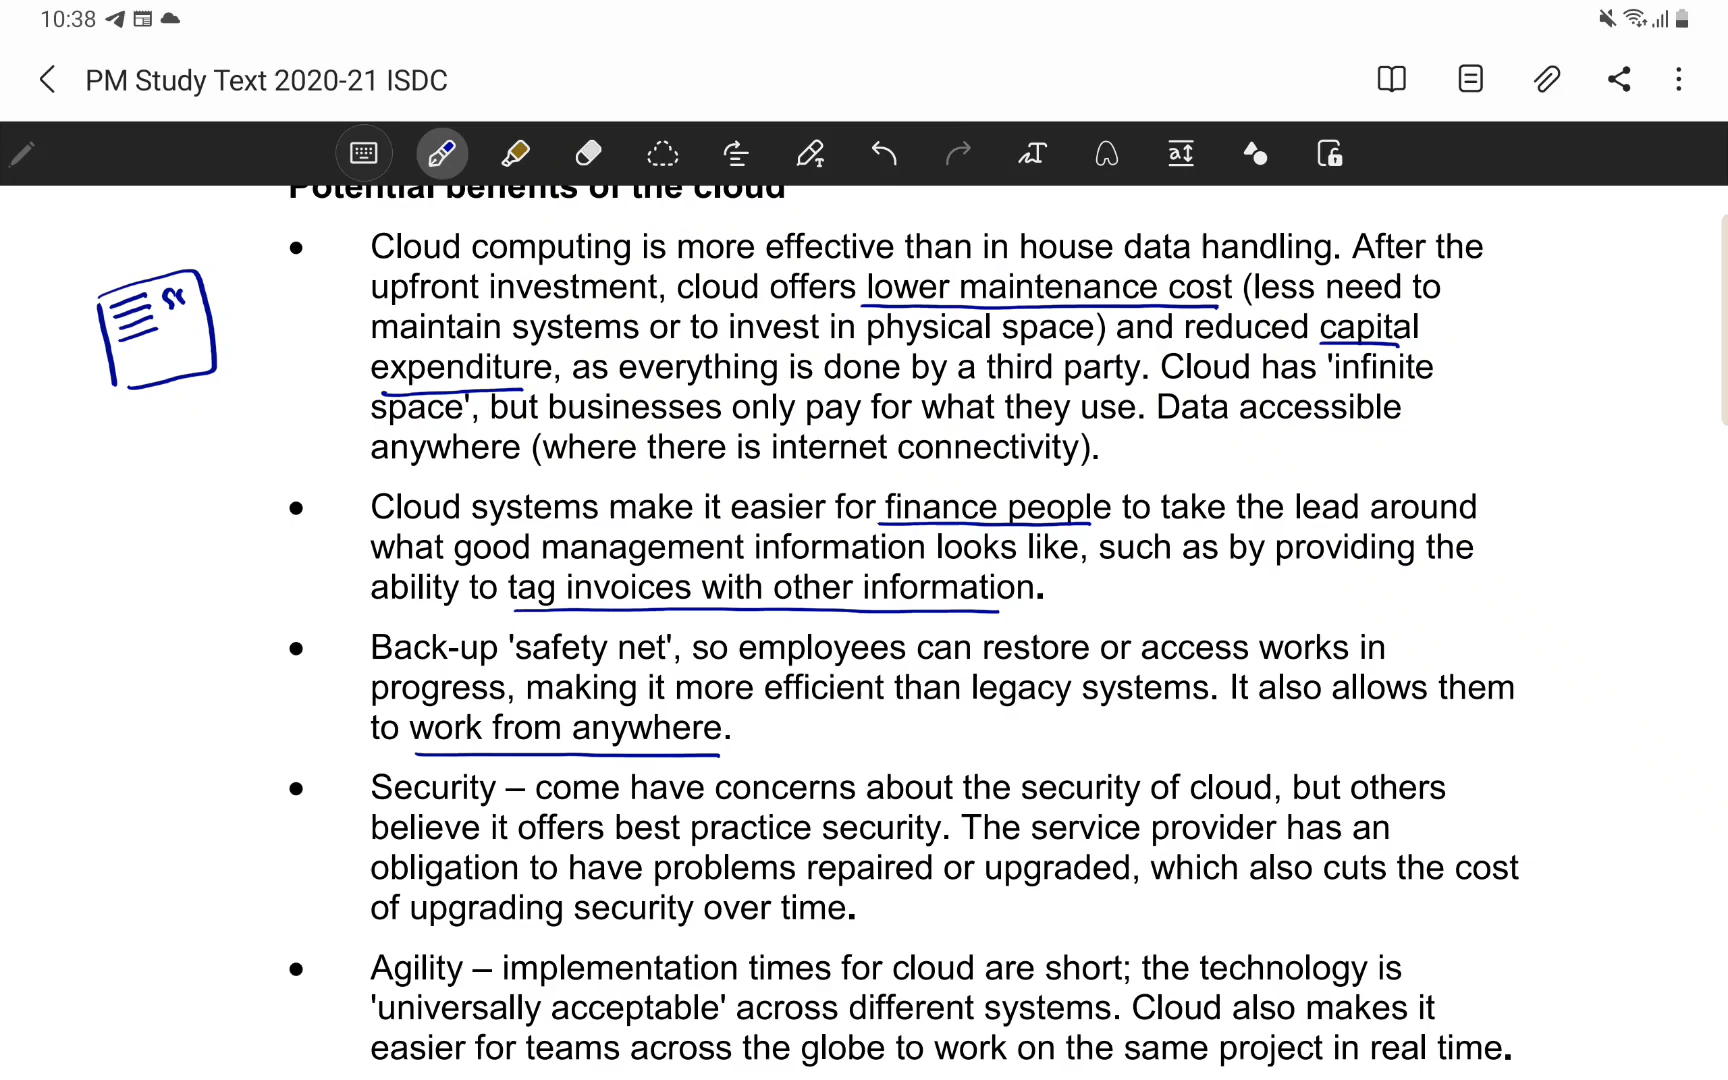 10:38
PM Study Text 2020-21 ISDC
Potential benefits of the cloud
• Cloud computing is more effective than in house data handling. After the
upfront investment, cloud offers lower maintenance cost (less need to
maintain systems or to invest in physical space) and reduced capital
expenditure, as everything is done by a third party. Cloud has 'infinite
space', but businesses only pay for what they use. Data accessible
anywhere (where there is internet connectivity).
• Cloud systems make it easier for finance people to take the lead around
what good management information looks like, such as by providing the
ability to tag invoices with other information.
• Back-up 'safety net', so employees can restore or access works in
progress, making it more efficient than legacy systems. It also allows them
to work from anywhere.
• Security – come have concerns about the security of cloud, but others
believe it offers best practice security. The service provider has an
obligation to have problems repaired or upgraded, which also cuts the cost
of upgrading security over time.
• Agility – implementation times for cloud are short; the technology is
'universally acceptable' across different systems. Cloud also makes it
easier for teams across the globe to work on the same project in real time.